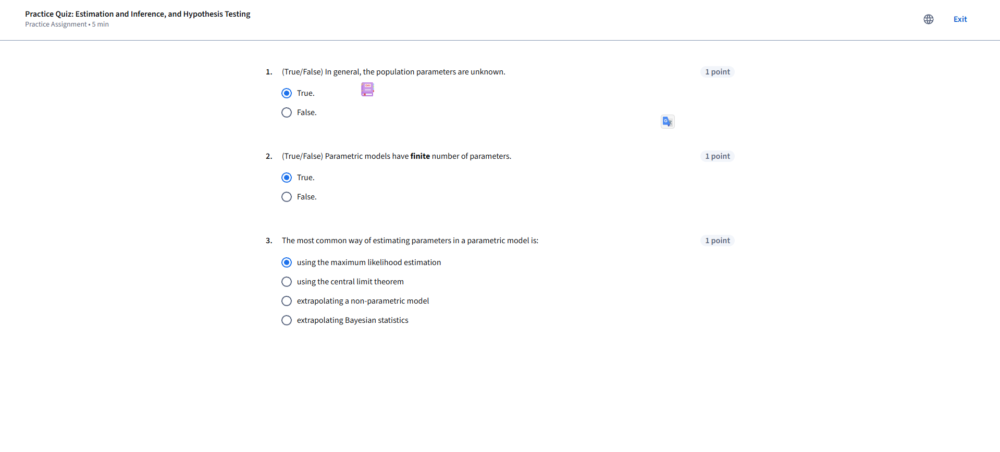 Practice Quiz: Estimation and Inference, and Hypothesis Testing
Practice Assignment • 5 min
Exit
1. (True/False) In general, the population parameters are unknown. 1 point
True.
False.
2. (True/False) Parametric models have finite number of parameters. 1 point
True.
False.
3. The most common way of estimating parameters in a parametric model is: 1 point
using the maximum likelihood estimation
using the central limit theorem
extrapolating a non-parametric model
extrapolating Bayesian statistics